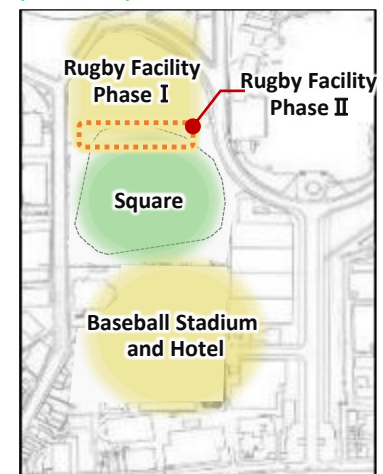 Rugby Facility
Phase Ⅰ
Rugby Facility
Phase Ⅱ
Square
Baseball Stadium
and Hotel